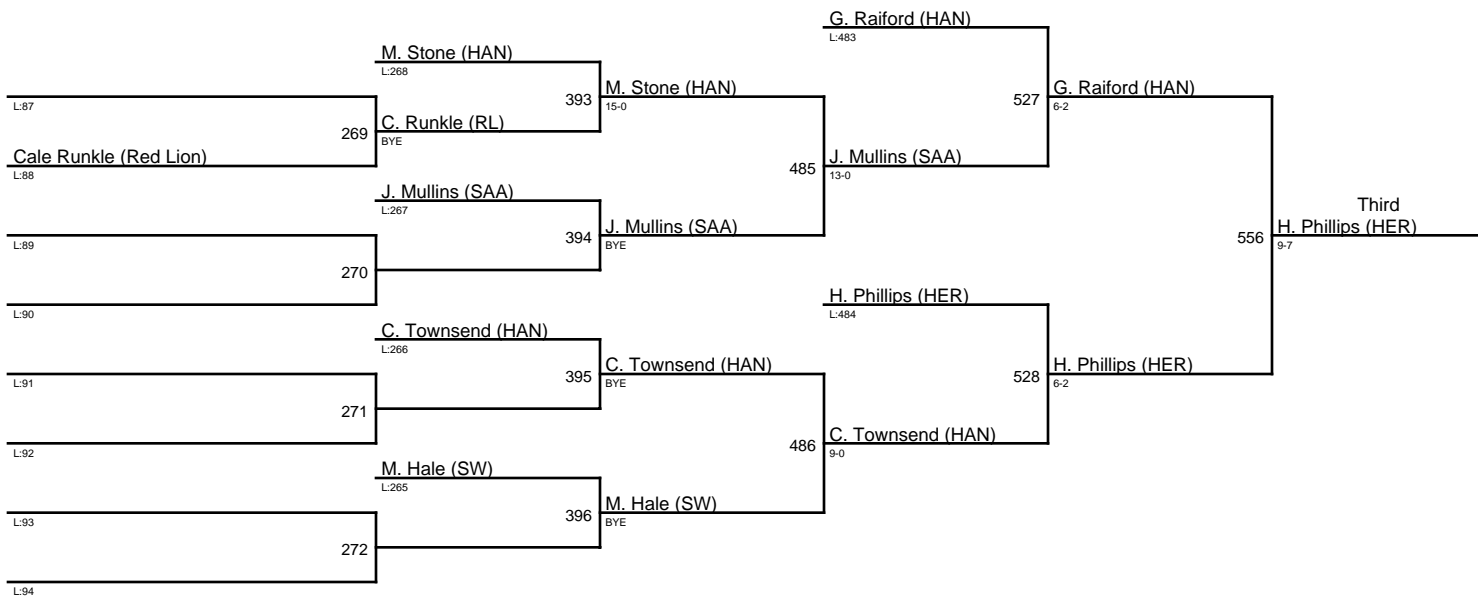 G. Raiford (HAN)
L:483
M. Stone (HAN)
L:268
393
M. Stone (HAN)
15-0
527
G. Raiford (HAN)
6-2
L:87
269
C. Runkle (RL)
BYE
Cale Runkle (Red Lion)
L:88
485
J. Mullins (SAA)
13-0
J. Mullins (SAA)
L:267
394
J. Mullins (SAA)
BYE
L:89
270
L:90
556
Third
H. Phillips (HER)
9-7
H. Phillips (HER)
L:484
C. Townsend (HAN)
L:266
395
C. Townsend (HAN)
BYE
528
H. Phillips (HER)
6-2
L:91
271
L:92
486
C. Townsend (HAN)
9-0
M. Hale (SW)
L:265
396
M. Hale (SW)
BYE
L:93
272
L:94